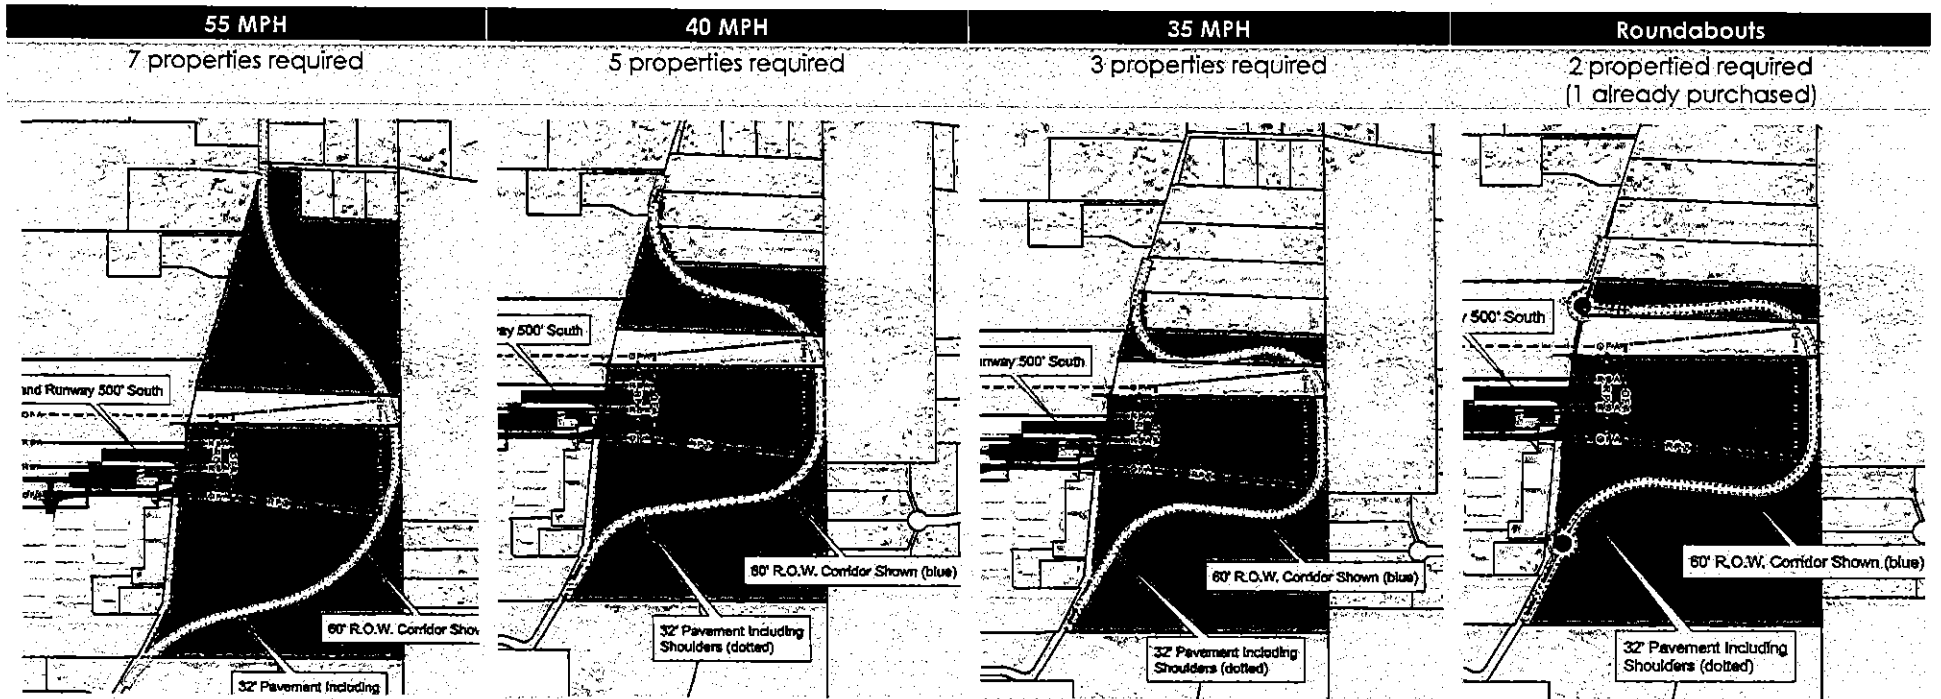 55 MPH
40 MPH
35 MPH
Roundabouts
7 properties required
5 properties required
3 properties required
2 propertied required
(1 already purchased)
and Runway 500' South
60' R.O.W. Corridor Show
32' Pavement Including
ay 500' South
60' R.O.W. Corridor Shown (blue)
32' Pavement Including
Shoulders (dotted)
nway 500' South
60' R.O.W. Corridor Shown (blue)
32' Pavement Including
Shoulders (dotted)
500' South
60' R.O.W. Corridor Shown (blue)
32' Pavement Including
Shoulders (dotted)